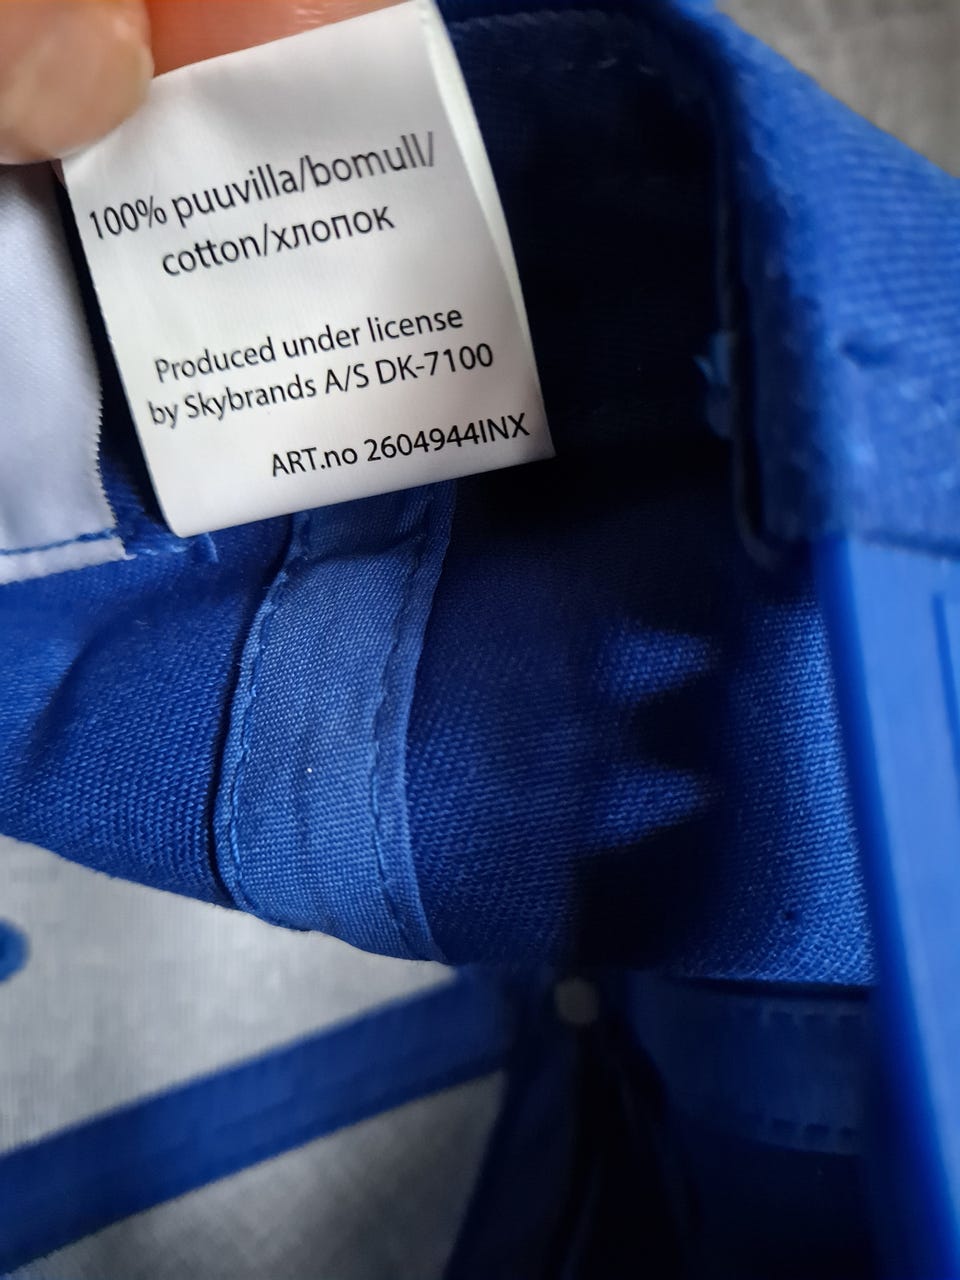 100% puuvilla/bomull/
cotton/хлопок
Produced under license
by Skybrands A/S DK-7100
ART.no 2604944INX